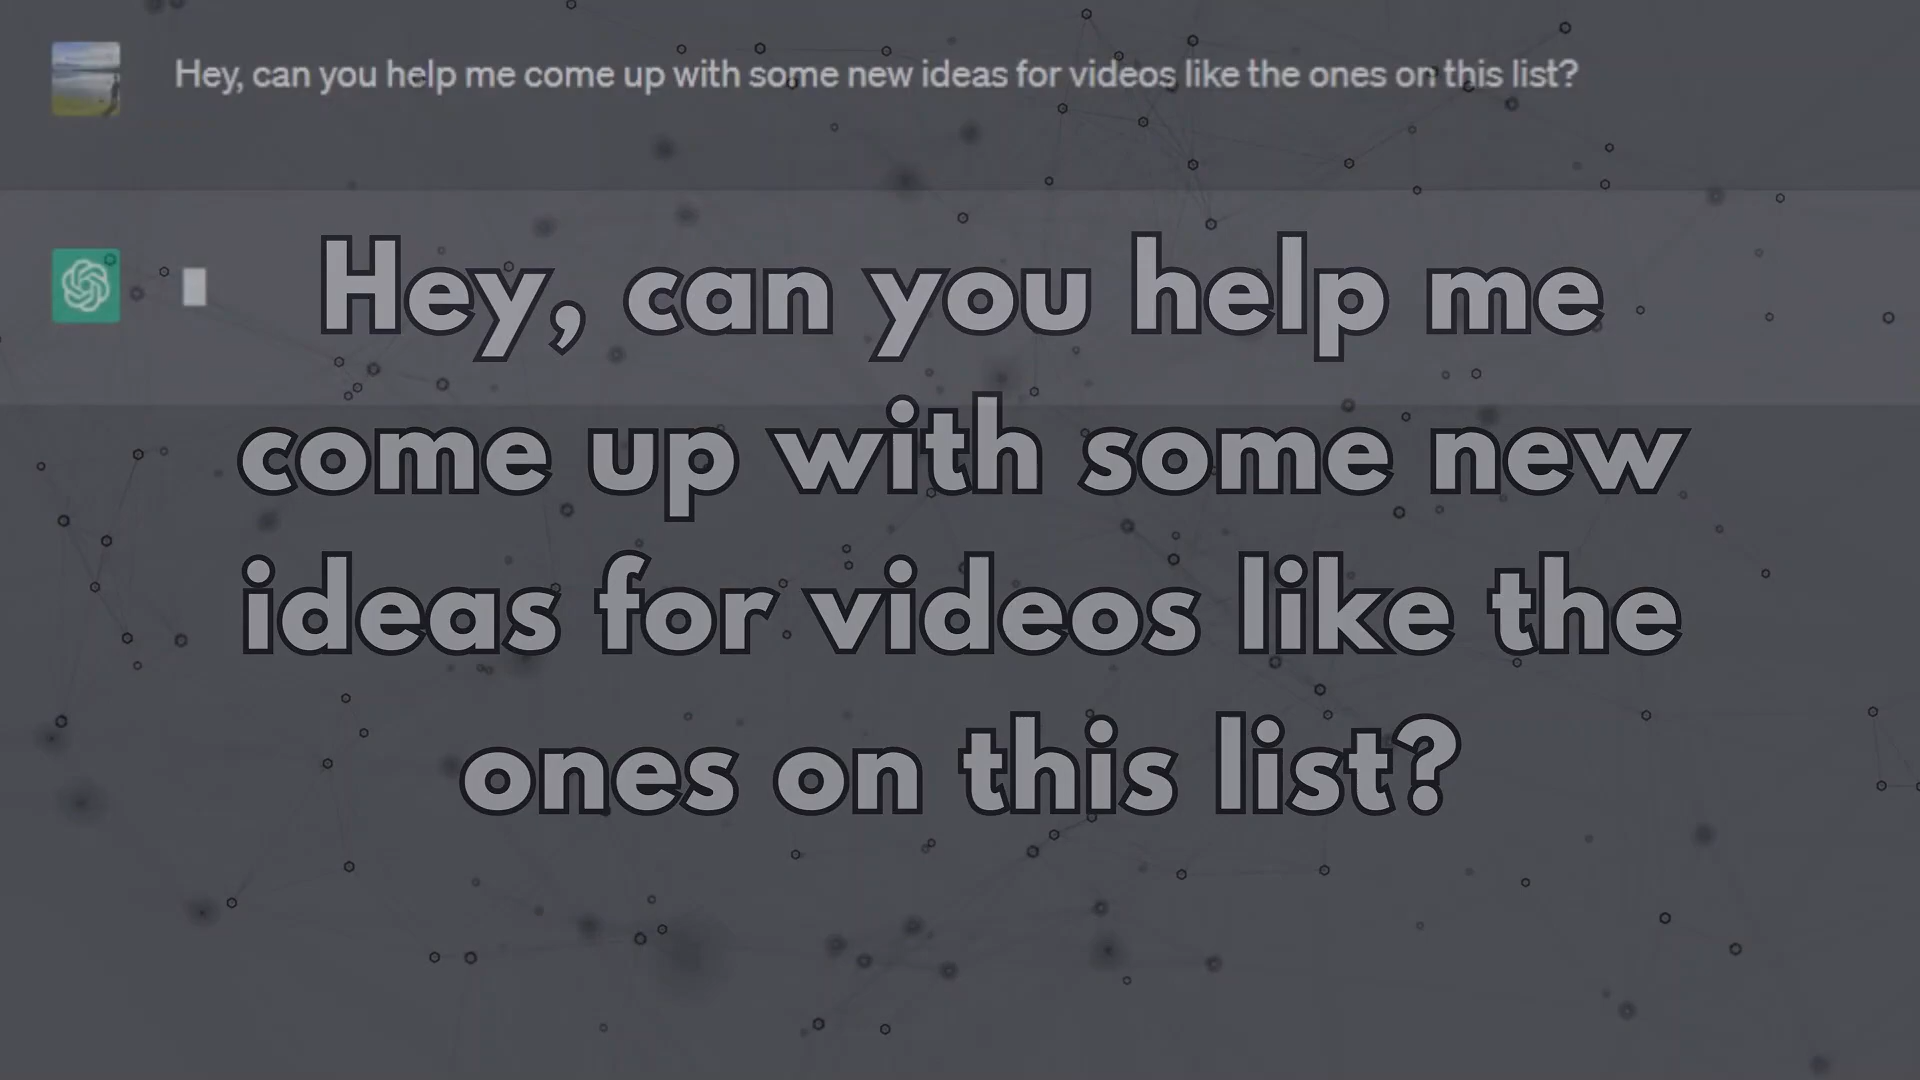 Hey, can you help me come up with some new ideas for videos like the ones on this list?
Hey, can you help me
come up with some new
ideas for videos like the
ones on this list?